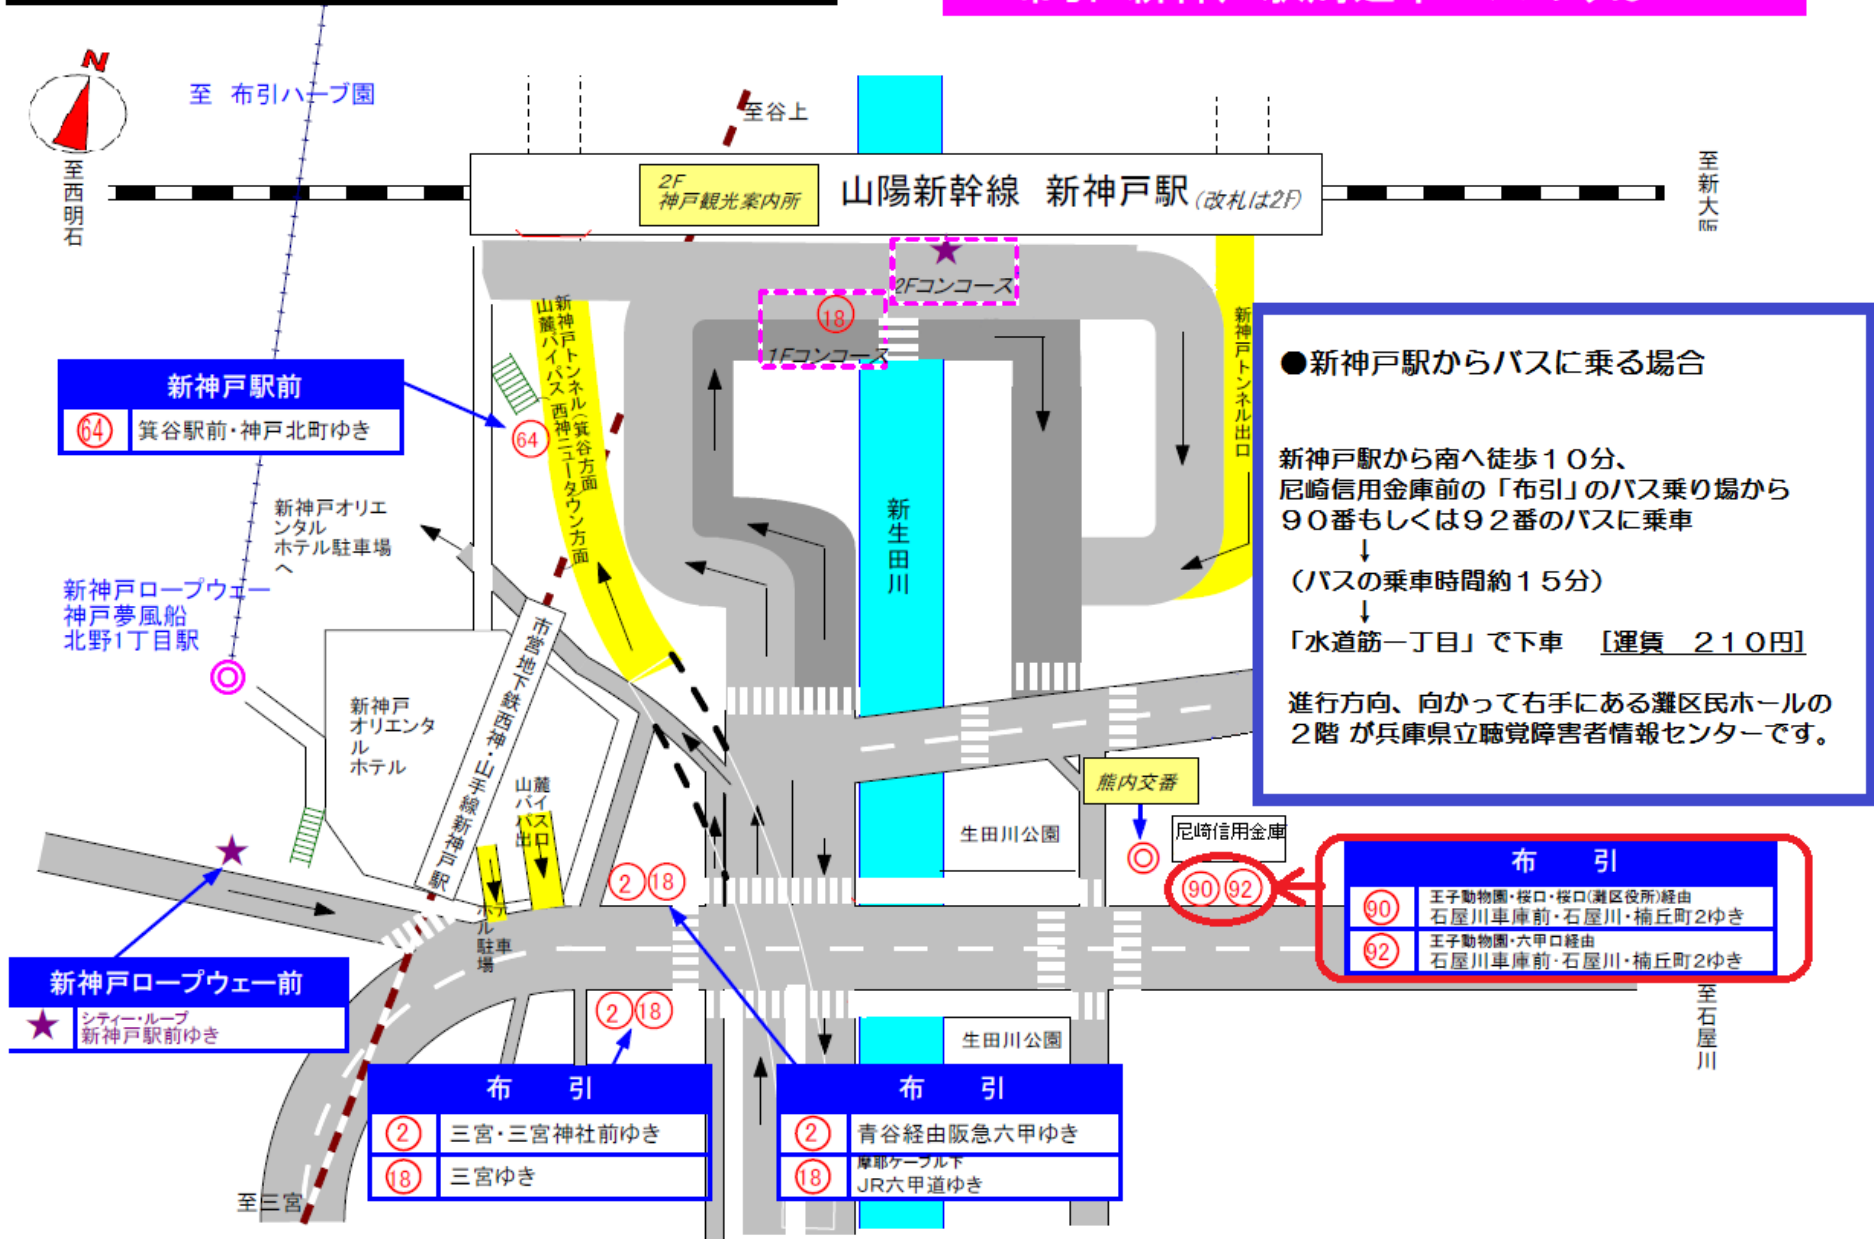 N
至 布引ハーブ園
至谷上
至西明石
2F
神戸観光案内所
山陽新幹線 新神戸駅(改札は2F)
至新大阪
2Fコンコース
18
1Fコンコース
新神戸トンネル(箕谷方面
山麓バイパス(西神ニュータウン方面
新神戸トンネル出口
新神戸駅前
64 箕谷駅前・神戸北町ゆき
64
●新神戸駅からバスに乗る場合
新神戸駅から南へ徒歩10分、
尼崎信用金庫前の「布引」のバス乗り場から
90番もしくは92番のバスに乗車
↓
(バスの乗車時間約15分)
↓
「水道筋一丁目」で下車 [運賃 210円]
進行方向、向かって右手にある灘区民ホールの
2階 が兵庫県立聴覚障害者情報センターです。
新神戸オリエ
ンタル
ホテル駐車場
へ
新生田川
新神戸ロープウェー
神戸夢風船
北野1丁目駅
市営地下鉄西神・山手線新神戸駅
新神戸
オリエンタ
ル
ホテル
山麓
バイ
パス
出口
熊内交番
生田川公園
尼崎信用金庫
2 18
90 92
布 引
90 王子動物園・桜口・桜口(灘区役所)経由
石屋川車庫前・石屋川・楠丘町2ゆき
92 王子動物園・六甲口経由
石屋川車庫前・石屋川・楠丘町2ゆき
ホテ
ル
駐車
場
新神戸ロープウェー前
★ シティー・ループ
新神戸駅前ゆき
2 18
生田川公園
至石屋川
布 引
2 三宮・三宮神社前ゆき
18 三宮ゆき
布 引
2 青谷経由阪急六甲ゆき
18 摩耶ケーブル下
JR六甲道ゆき
至三宮